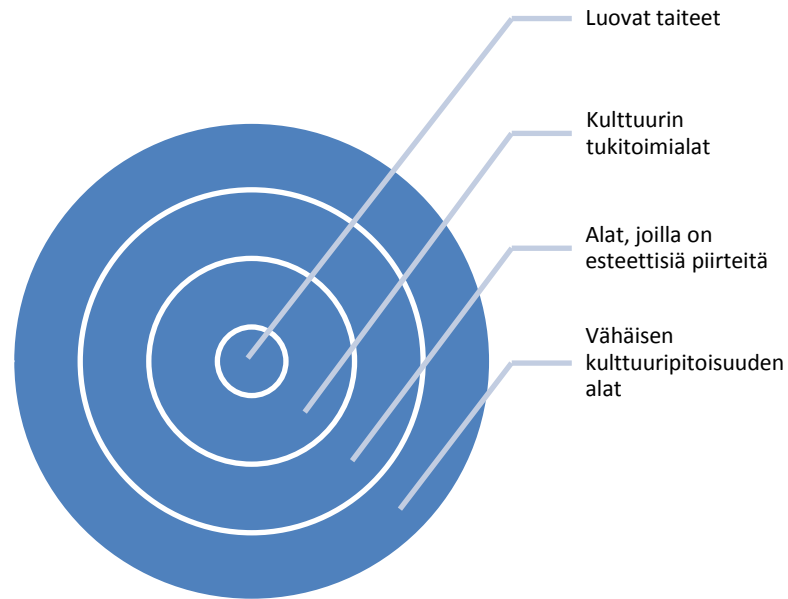 Luovat taiteet
Kulttuurin
tukitoimialat
Alat, joilla on
esteettisiä piirteitä
Vähäisen
kulttuuripitoisuuden
alat